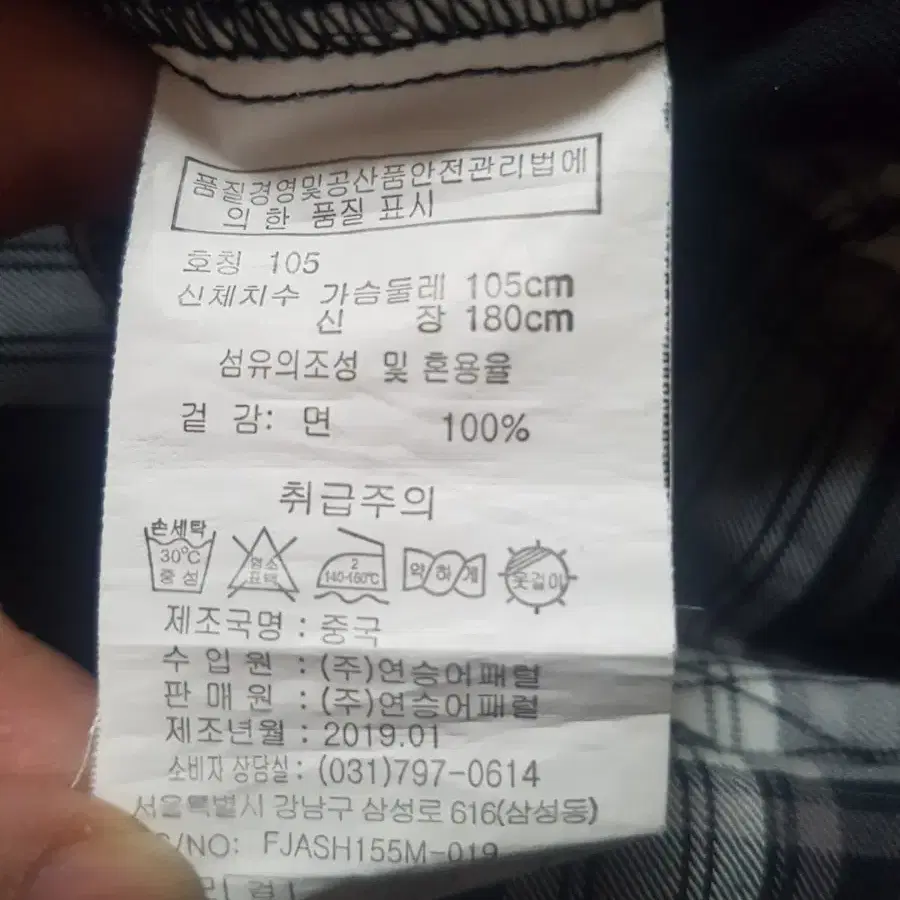 품질경영및공산품안전관리법에
의 한 품질 표시
호칭 105
신체치수 가슴둘레 105cm
신 장 180cm
섬유의조성 및 혼용율
겉 감: 면 100%
취급주의
손세탁
30℃
중 성
염소
표백
2
140-160℃
약 하 게
옷걸이
제조국명 : 중국
수 입 원 : (주)연승어패럴
판 매 원 : (주)연승어패럴
제조년월 : 2019.01
소비자 상담실 : (031)797-0614
서울특별시 강남구 삼성로 616(삼성동)
/NO: FJASH155M-019